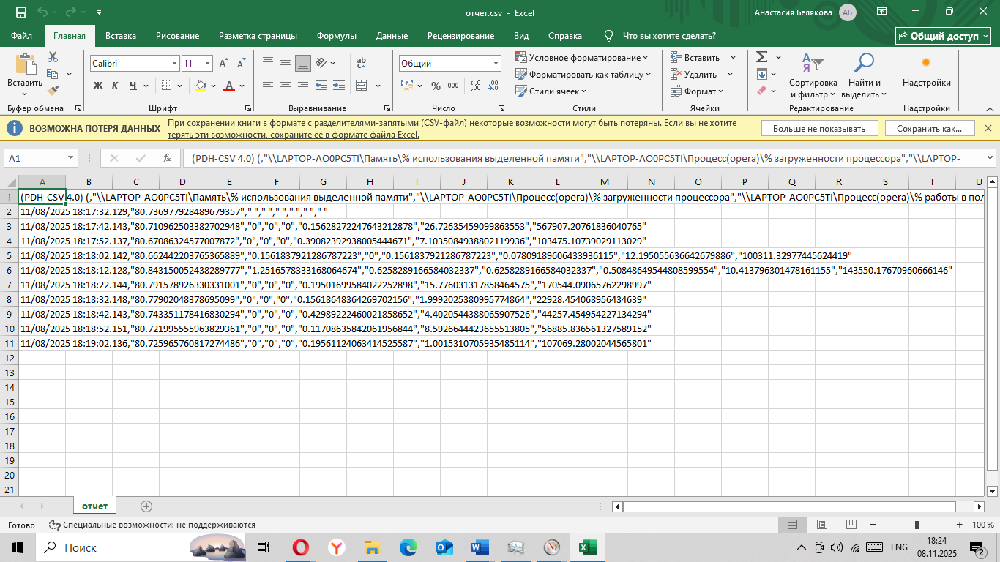 отчет.csv - Excel
Анастасия Белякова АБ
Файл Главная Вставка Рисование Разметка страницы Формулы Данные Рецензирование Вид Справка Что вы хотите сделать? Общий доступ
Вставить
Буфер обмена
Calibri 11
Ж К Ч А
Шрифт
Выравнивание
Общий
% 000
Число
Условное форматирование
Форматировать как таблицу
Стили ячеек
Стили
Вставить
Удалить
Формат
Ячейки
Сортировка и фильтр
Найти и выделить
Редактирование
Надстройки
Надстройки
ВОЗМОЖНА ПОТЕРЯ ДАННЫХ При сохранении книги в формате с разделителями-запятыми (CSV-файл) некоторые возможности могут быть потеряны. Если вы не хотите
терять эти возможности, сохраните ее в формате файла Excel.
Больше не показывать Сохранить как...
A1 fx (PDH-CSV 4.0) (,"\\LAPTOP-AO0PC5TI\Память\% использования выделенной памяти","\\LAPTOP-AO0PC5TI\Процесс(opera)\% загруженности процессора","\\LAPTOP-
A B C D E F G H I J K L M N O P Q R S T U
1 (PDH-CSV 4.0) (,"\\LAPTOP-AO0PC5TI\Память\% использования выделенной памяти","\\LAPTOP-AO0PC5TI\Процесс(opera)\% загруженности процессора","\\LAPTOP-AO0PC5TI\Процесс(opera)\% работы в пол
2 11/08/2025 18:17:32.129,"80.736977928489679357"," "," "," "," "," "," "
3 11/08/2025 18:17:42.143,"80.710962503382702948","0","0","0","0.15628272247643212878","26.72635459099863553","567907.20761836040765"
4 11/08/2025 18:17:52.137,"80.67086324577007872","0","0","0","0.39082392938005444671","7.1035084938802119936","103475.10739029113029"
5 11/08/2025 18:18:02.142,"80.662442203765365889","0.1561837921286787223","0","0.1561837921286787223","0.07809189606433936115","12.195055636642679886","100311.32977445624419"
6 11/08/2025 18:18:12.128,"80.843150052438289777","1.2516578333168064674","0.6258289166584032337","0.6258289166584032337","0.50848649544808599554","10.413796301478161155","143550.17670960666146"
7 11/08/2025 18:18:22.144,"80.791578926330331001","0","0","0","0.19501699584022252898","15.776031317858464575","170544.09065762298997"
8 11/08/2025 18:18:32.148,"80.77902048378695099","0","0","0","0.15618648364269702156","1.9992025380995774864","22928.454068956434639"
9 11/08/2025 18:18:42.143,"80.743351178416830294","0","0","0","0.42989222460021858652","4.4020544388065907526","44257.454954227134294"
10 11/08/2025 18:18:52.151,"80.721995555963829361","0","0","0","0.11708635842061956844","8.5926644423655513805","56885.836561327589152"
11 11/08/2025 18:19:02.136,"80.725965760817274486","0","0","0","0.19561124063414525587","1.0015310705935485114","107069.28002044565801"
12
13
14
15
16
17
18
19
20
21
отчет
Готово Специальные возможности: не поддерживаются 100 %
Поиск
ENG
18:24
08.11.2025
2